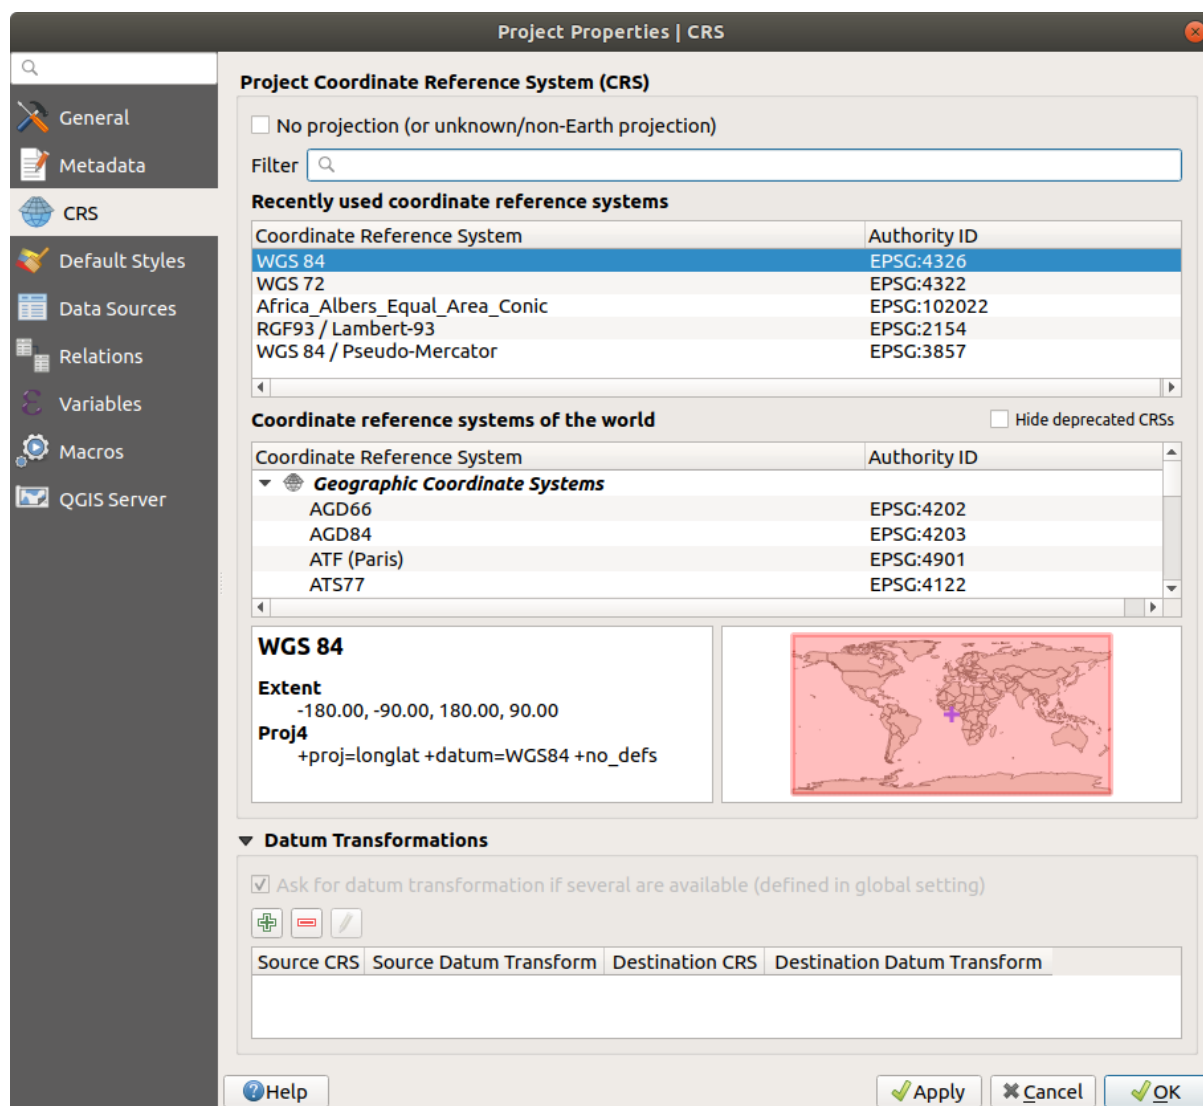 Project Properties | CRS
General
Metadata
CRS
Default Styles
Data Sources
Relations
Variables
Macros
QGIS Server
Project Coordinate Reference System (CRS)
No projection (or unknown/non-Earth projection)
Filter
Recently used coordinate reference systems
Coordinate Reference System Authority ID
WGS 84 EPSG:4326
WGS 72 EPSG:4322
Africa_Albers_Equal_Area_Conic EPSG:102022
RGF93 / Lambert-93 EPSG:2154
WGS 84 / Pseudo-Mercator EPSG:3857
Coordinate reference systems of the world Hide deprecated CRSs
Coordinate Reference System Authority ID
Geographic Coordinate Systems
AGD66 EPSG:4202
AGD84 EPSG:4203
ATF (Paris) EPSG:4901
ATS77 EPSG:4122
WGS 84
Extent
-180.00, -90.00, 180.00, 90.00
Proj4
+proj=longlat +datum=WGS84 +no_defs
Datum Transformations
Ask for datum transformation if several are available (defined in global setting)
Source CRS Source Datum Transform Destination CRS Destination Datum Transform
Help Apply Cancel OK